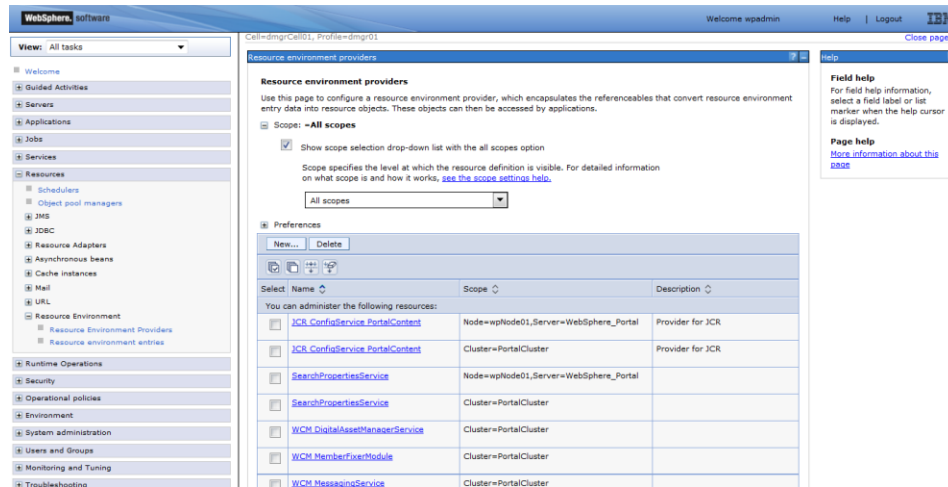 WebSphere. software
Welcome wpadmin
Help | Logout
IBM
View: All tasks
Cell=dmgrCell01, Profile=dmgr01
Close page
Welcome
Guided Activities
Servers
Applications
Jobs
Services
Resources
Schedulers
Object pool managers
JMS
JDBC
Resource Adapters
Asynchronous beans
Cache instances
Mail
URL
Resource Environment
Resource Environment Providers
Resource environment entries
Runtime Operations
Security
Operational policies
Environment
System administration
Users and Groups
Monitoring and Tuning
Troubleshooting
Resource environment providers
? –
Resource environment providers
Use this page to configure a resource environment provider, which encapsulates the referenceables that convert resource environment
entry data into resource objects. These objects can then be accessed by applications.
Scope: =All scopes
Show scope selection drop-down list with the all scopes option
Scope specifies the level at which the resource definition is visible. For detailed information
on what scope is and how it works, see the scope settings help.
All scopes
Preferences
New... Delete
Select Name Scope Description
You can administer the following resources:
JCR ConfigService PortalContent Node=wpNode01,Server=WebSphere_Portal Provider for JCR
JCR ConfigService PortalContent Cluster=PortalCluster Provider for JCR
SearchPropertiesService Node=wpNode01,Server=WebSphere_Portal
SearchPropertiesService Cluster=PortalCluster
WCM DigitalAssetManagerService Cluster=PortalCluster
WCM MemberFixerModule Cluster=PortalCluster
WCM MessagingService Cluster=PortalCluster
Help
Field help
For field help information,
select a field label or list
marker when the help cursor
is displayed.
Page help
More information about this
page